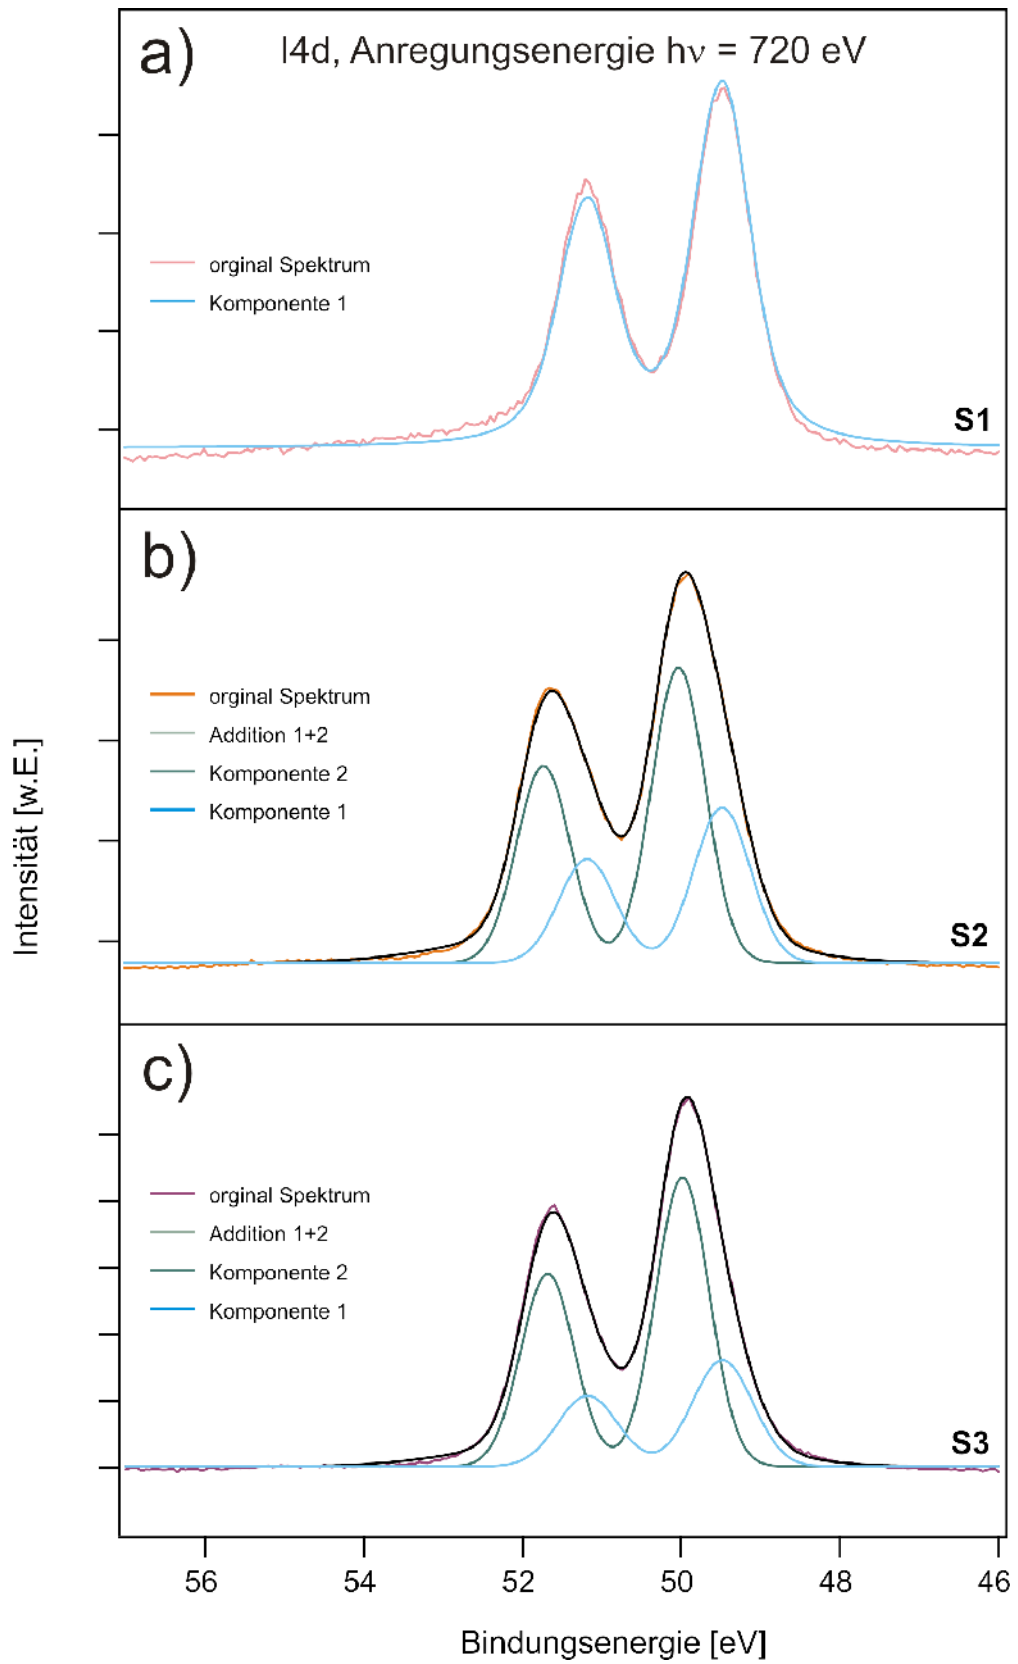 a) I4d, Anregungsenergie hν = 720 eV
orginal Spektrum
Komponente 1
S1
b)
orginal Spektrum
Addition 1+2
Komponente 2
Komponente 1
S2
c)
orginal Spektrum
Addition 1+2
Komponente 2
Komponente 1
S3
Intensität [w.E.]
56 54 52 50 48 46
Bindungsenergie [eV]